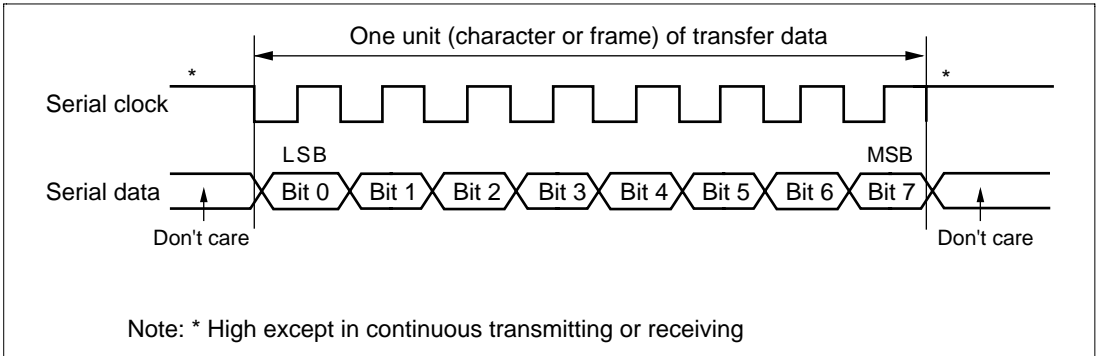 One unit (character or frame) of transfer data
* *
Serial clock
LSB MSB
Serial data Bit 0 Bit 1 Bit 2 Bit 3 Bit 4 Bit 5 Bit 6 Bit 7
Don't care Don't care
Note: * High except in continuous transmitting or receiving